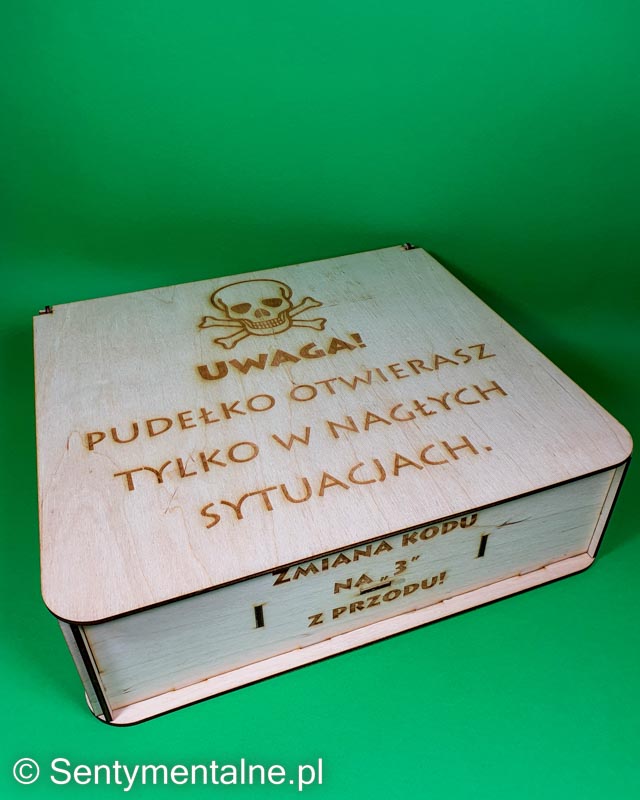 UWAGA!
PUDEŁKO OTWIERASZ
TYLKO W NAGŁYCH
SYTUACJACH.
ZMIANA KODU
NA „3”
Z PRZODU!
© Sentymentalne.pl